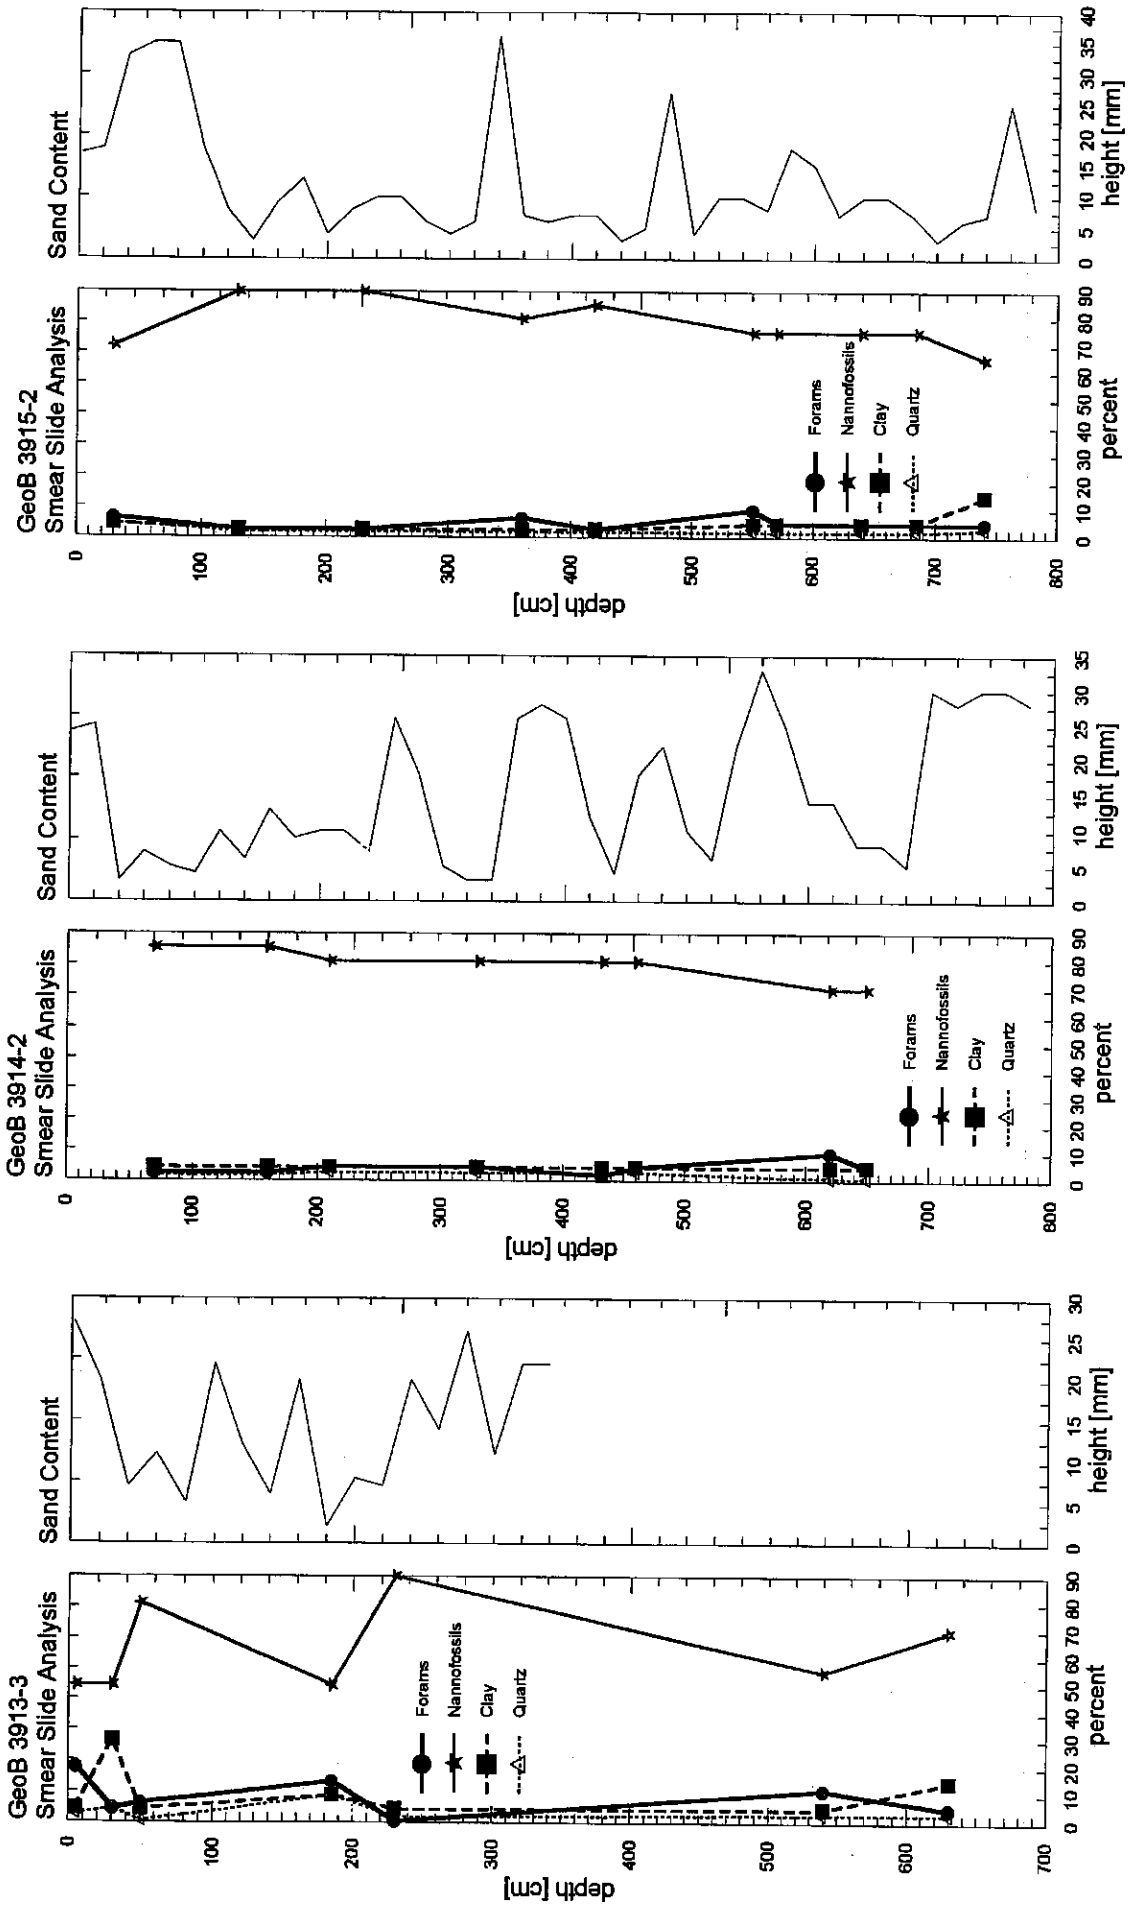 GeoB 3913-3
Smear Slide Analysis
Sand Content
0
100
200
300
400
500
600
700
depth [cm]
Forams
Nannofossils
Clay
Quartz
0 10 20 30 40 50 60 70 80 90
percent
0 5 10 15 20 25 30
height [mm]
GeoB 3914-2
Smear Slide Analysis
Sand Content
0
100
200
300
400
500
600
700
800
depth [cm]
Forams
Nannofossils
Clay
Quartz
0 10 20 30 40 50 60 70 80 90
percent
0 5 10 15 20 25 30 35
height [mm]
GeoB 3915-2
Smear Slide Analysis
Sand Content
0
100
200
300
400
500
600
700
800
depth [cm]
Forams
Nannofossils
Clay
Quartz
0 10 20 30 40 50 60 70 80 90
percent
0 5 10 15 20 25 30 35 40
height [mm]